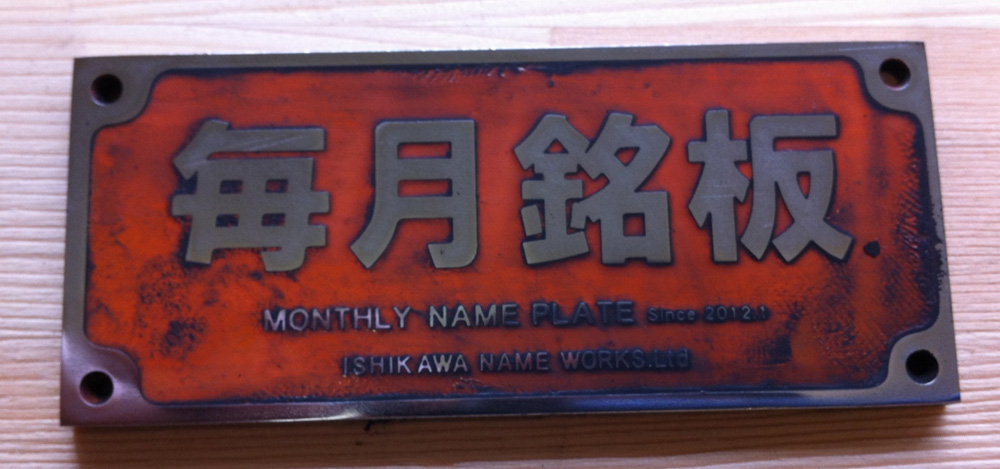 毎月銘板
MONTHLY NAME PLATE Since 2012.1
ISHIKAWA NAME WORKS.Ltd